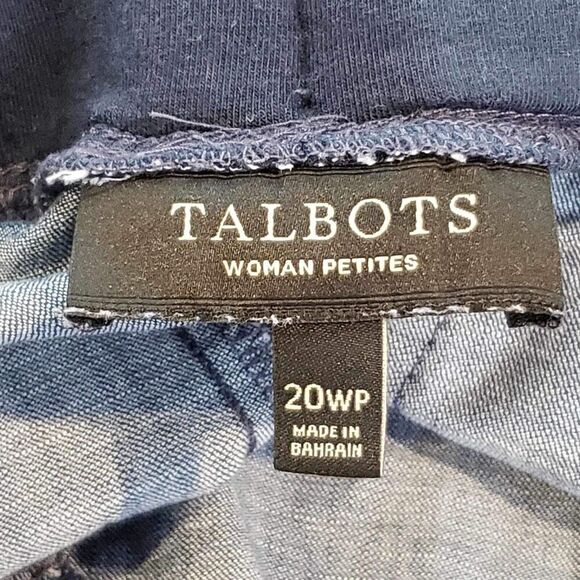 TALBOTS
WOMAN PETITES
20WP
MADE IN
BAHRAIN